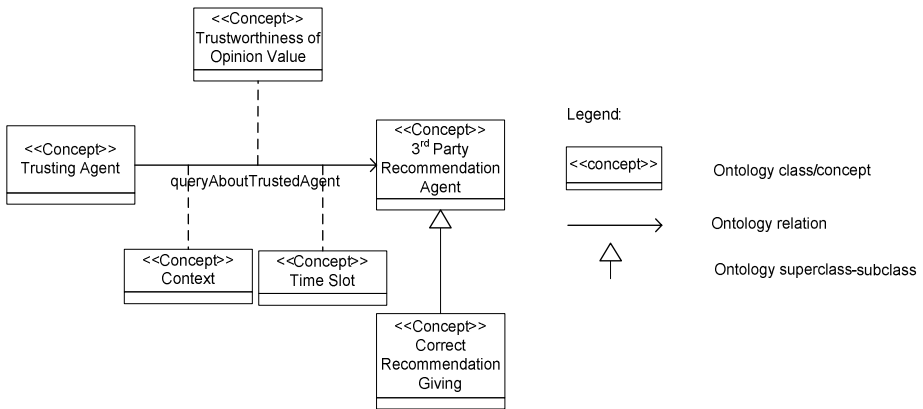 <<Concept>>
Trustworthiness of
Opinion Value
<<Concept>>
Trusting Agent
queryAboutTrustedAgent
<<Concept>>
3rd Party
Recommendation
Agent
<<Concept>>
Context
<<Concept>>
Time Slot
<<Concept>>
Correct
Recommendation
Giving
Legend:
<<concept>>
Ontology class/concept
Ontology relation
Ontology superclass-subclass